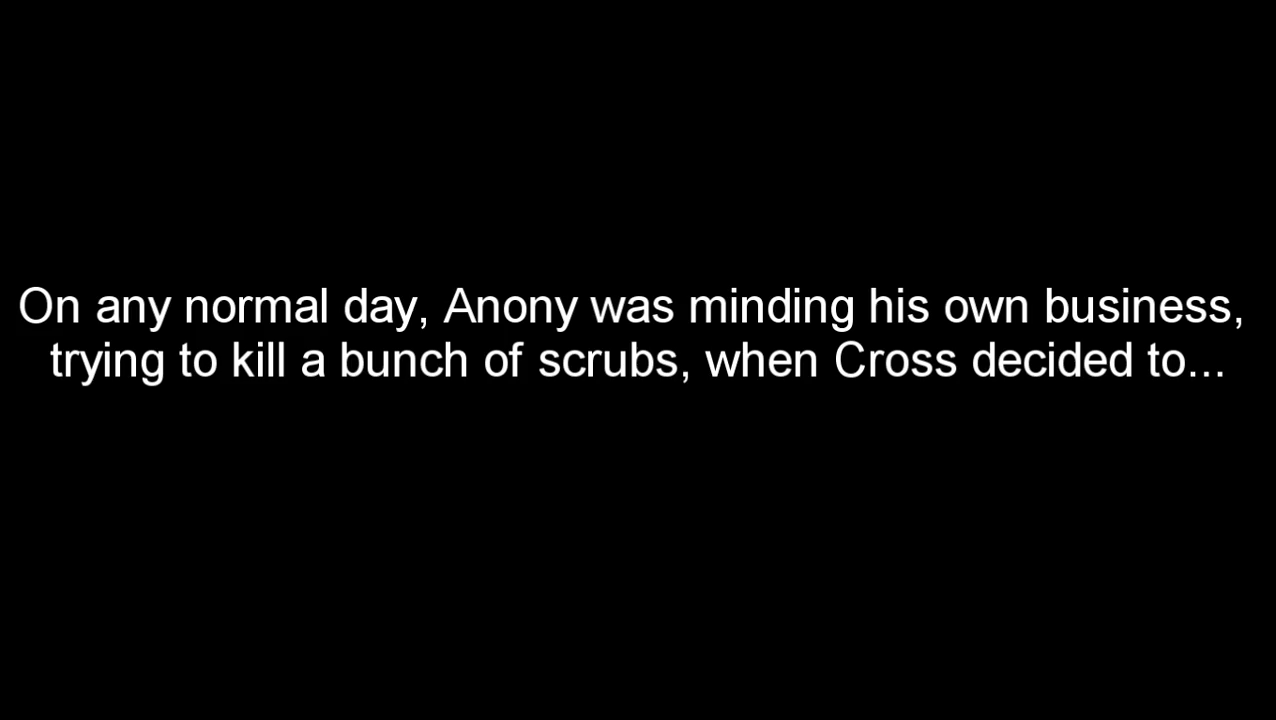 On any normal day, Anony was minding his own business,
trying to kill a bunch of scrubs, when Cross decided to...